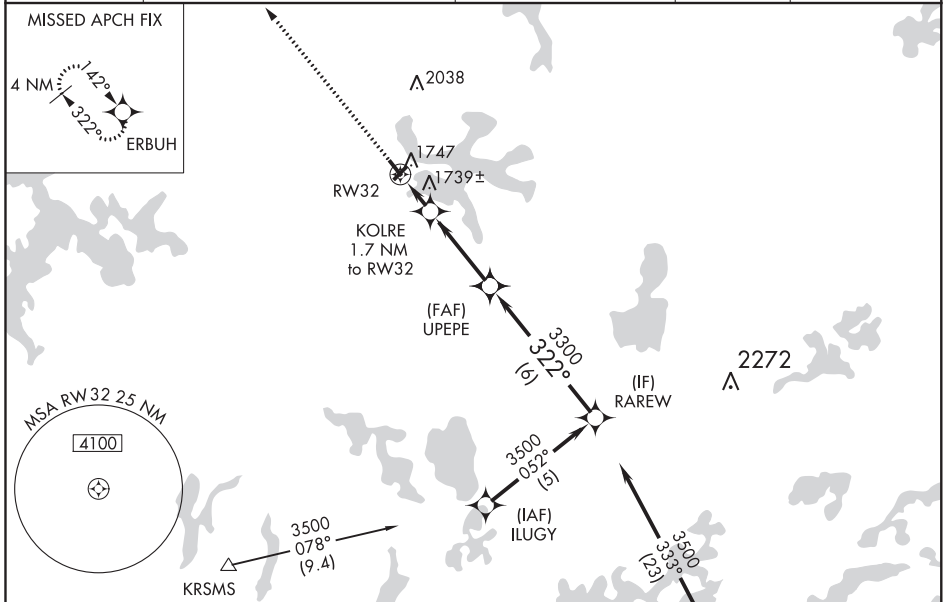 MISSED APCH FIX
4 NM
142°
322°
ERBUH
2038
1747
1739±
RW32
KOLRE
1.7 NM
to RW32
(FAF)
UPEPE
3300
322°
(6)
2272
(IF)
RAREW
MSA RW32 25 NM
4100
3500
052°
(5)
(IAF)
ILUGY
3500
078°
(9.4)
KRSMS
3500
333°
(23)